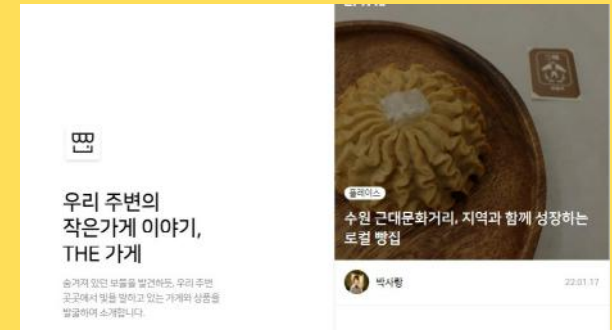 우리 주변의
작은가게 이야기,
THE 가게
숨겨져 있던 보물을 발견하듯, 우리 주변
곳곳에서 빛을 발하고 있는 가게와 상품을
발굴하여 소개합니다.
플레이스
수원 근대문화거리, 지역과 함께 성장하는
로컬 빵집
박사랑
22.01.17